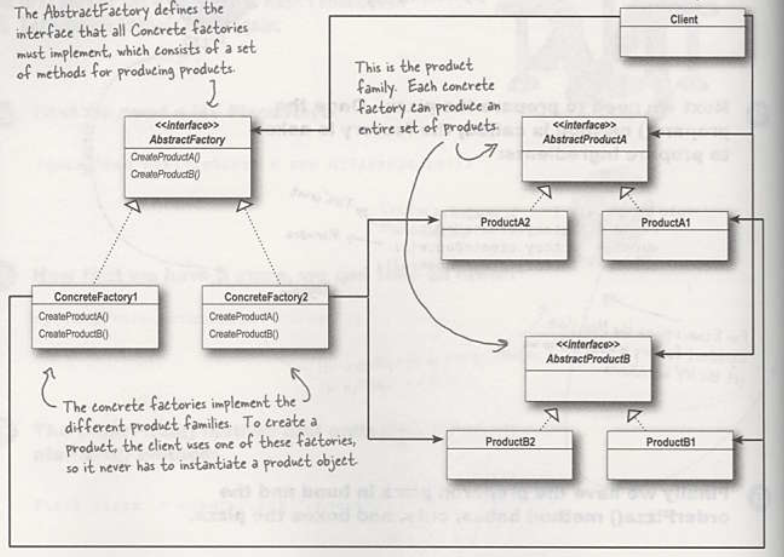 The AbstractFactory defines the
interface that all Concrete factories
must implement, which consists of a set
of methods for producing products.
Client
This is the product
family. Each concrete
factory can produce an
entire set of products.
<<interface>>
AbstractFactory
CreateProductA()
CreateProductB()
<<interface>>
AbstractProductA
ProductA2
ProductA1
ConcreteFactory1
CreateProductA()
CreateProductB()
ConcreteFactory2
CreateProductA()
CreateProductB()
<<interface>>
AbstractProductB
ProductB2
ProductB1
The concrete factories implement the
different product families. To create a
product, the client uses one of these factories,
so it never has to instantiate a product object.